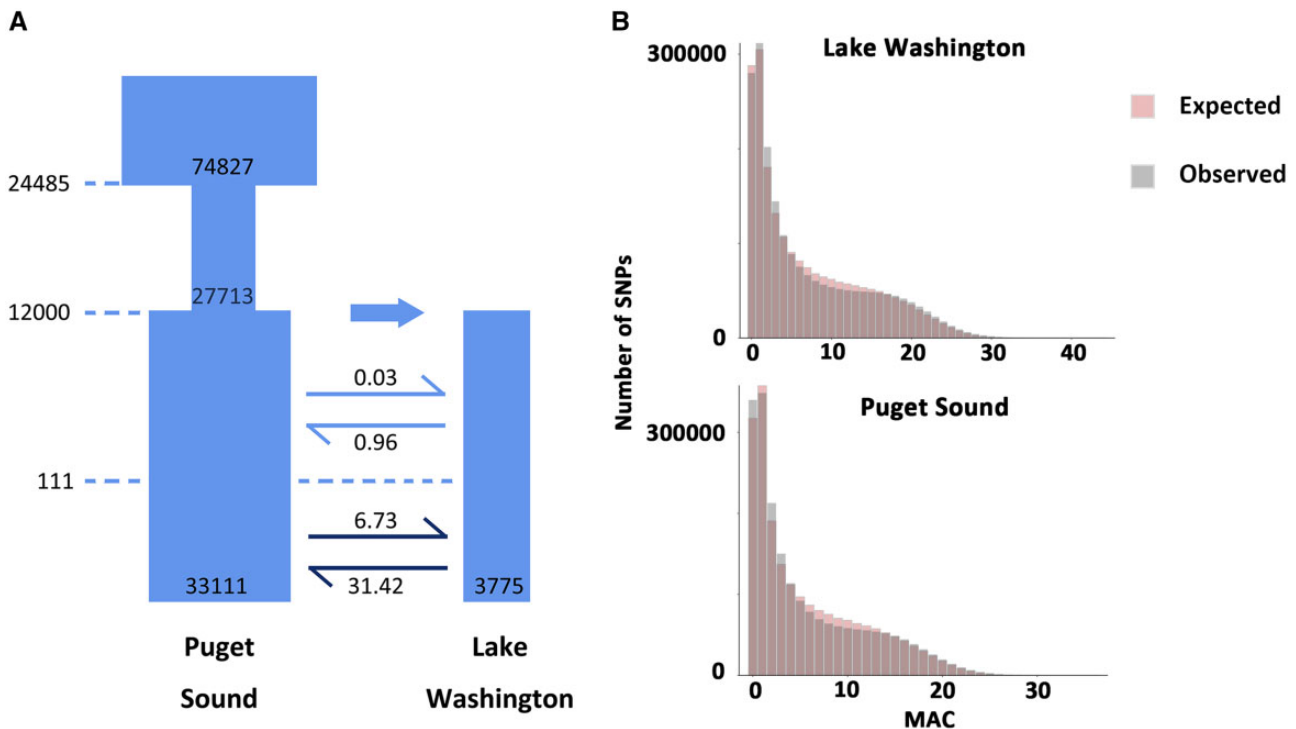 A
74827
24485
27713
12000
0.03
0.96
111
6.73
31.42
33111
3775
Puget
Sound
Lake
Washington
B
Lake Washington
300000
0
0
10
20
30
40
Expected
Observed
Number of SNPs
Puget Sound
300000
0
0
10
20
30
MAC